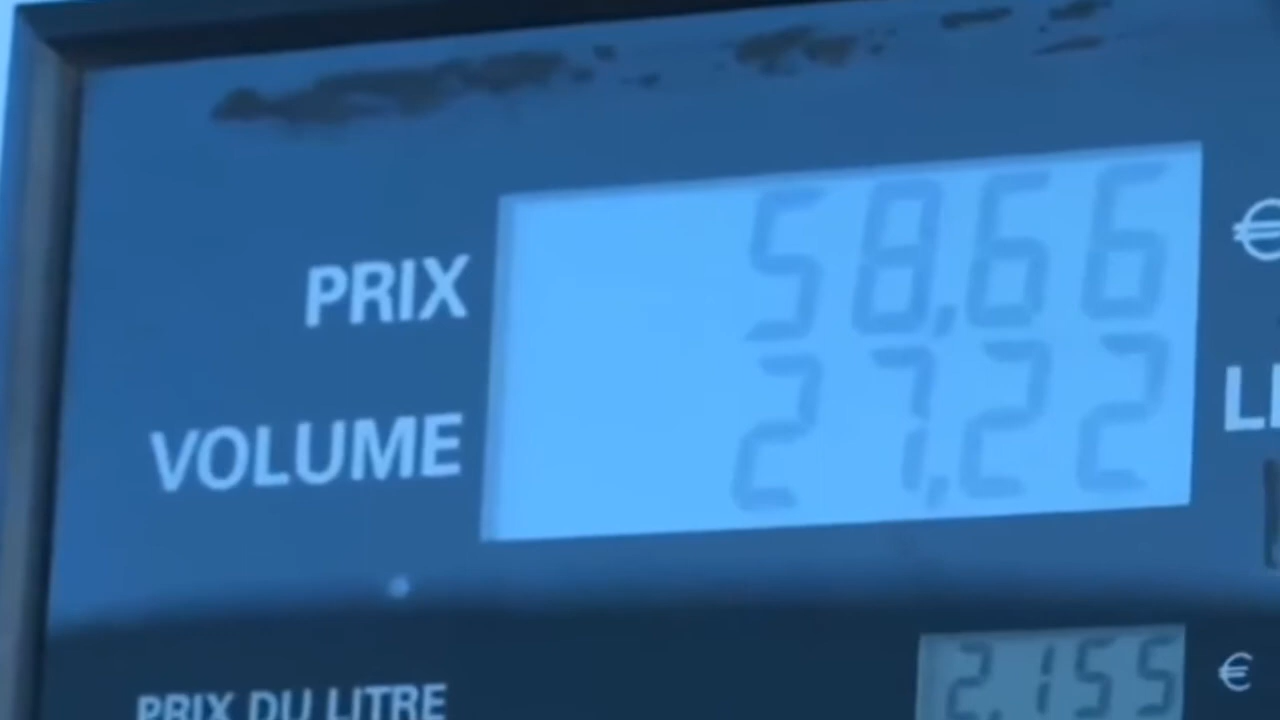 PRIX 58,66 €
VOLUME 27,22
PRIX DU LITRE 2,155 €